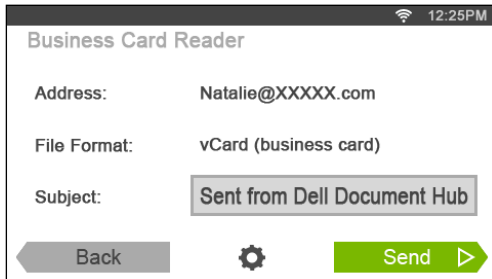 12:25PM
Business Card Reader
Address: Natalie@XXXXX.com
File Format: vCard (business card)
Subject: Sent from Dell Document Hub
Back Send